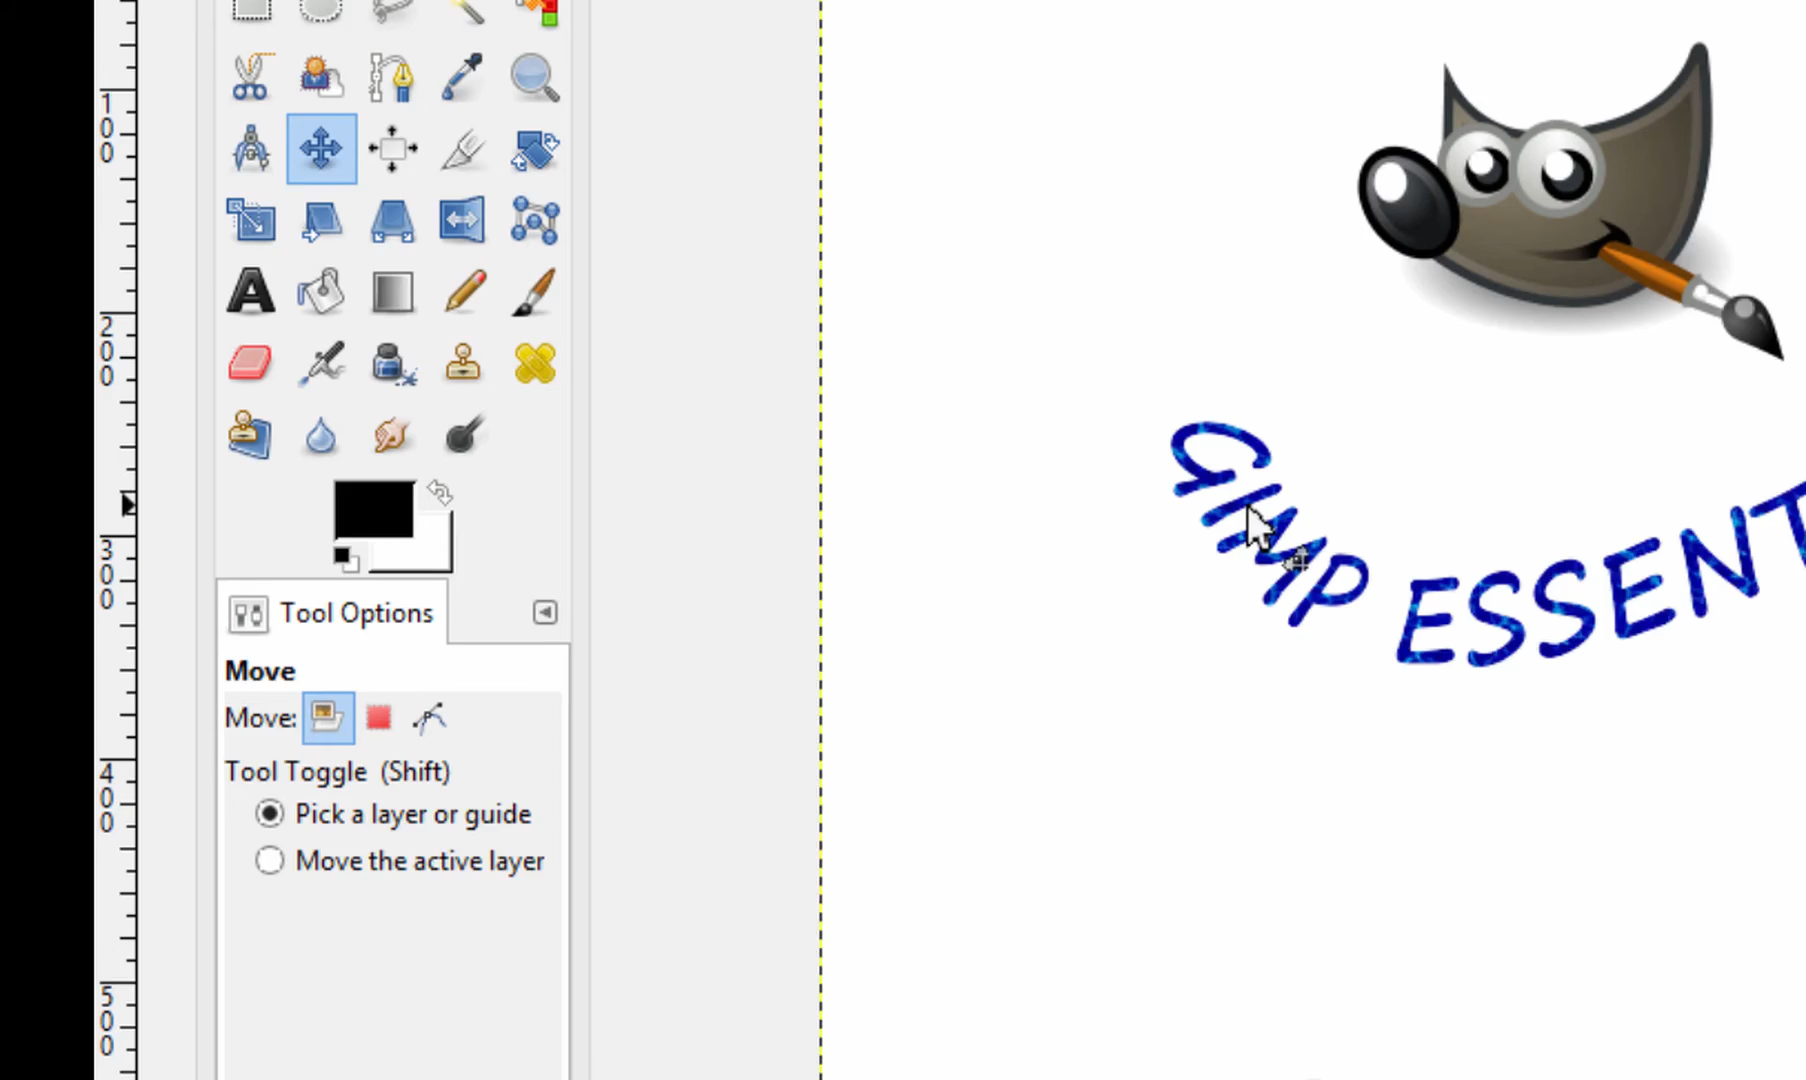 100
200
300
400
500
Tool Options
Move
Move:
Tool Toggle (Shift)
Pick a layer or guide
Move the active layer
GIMP ESSENT